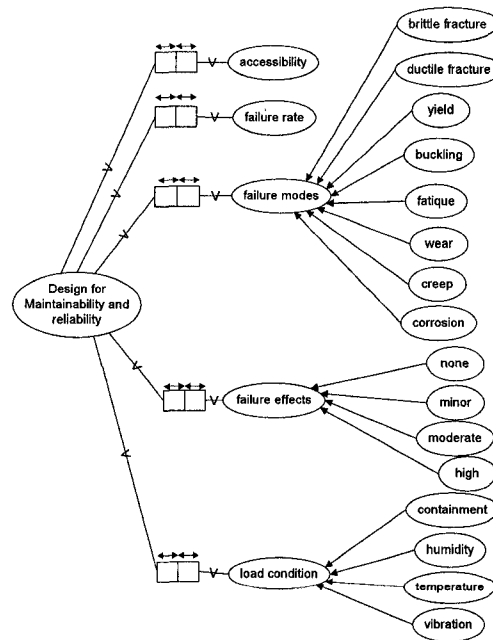 brittle fracture
accessibility
ductile fracture
failure rate
yield
buckling
failure modes
fatique
wear
creep
Design for
Maintainability and
reliability
corrosion
none
failure effects
minor
moderate
high
containment
humidity
load condition
temperature
vibration